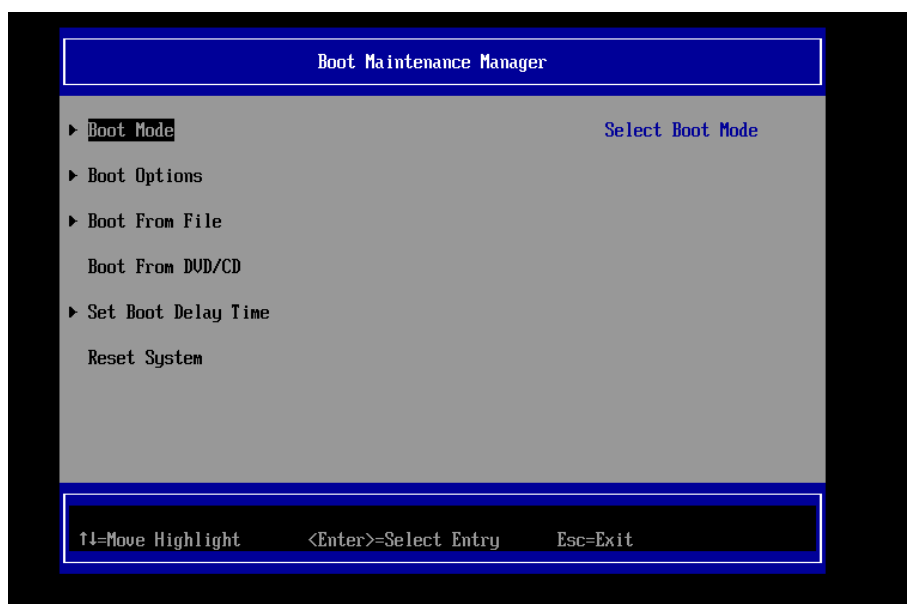 Boot Maintenance Manager
Boot Mode Select Boot Mode
Boot Options
Boot From File
Boot From DVD/CD
Set Boot Delay Time
Reset System
↑↓=Move Highlight <Enter>=Select Entry Esc=Exit